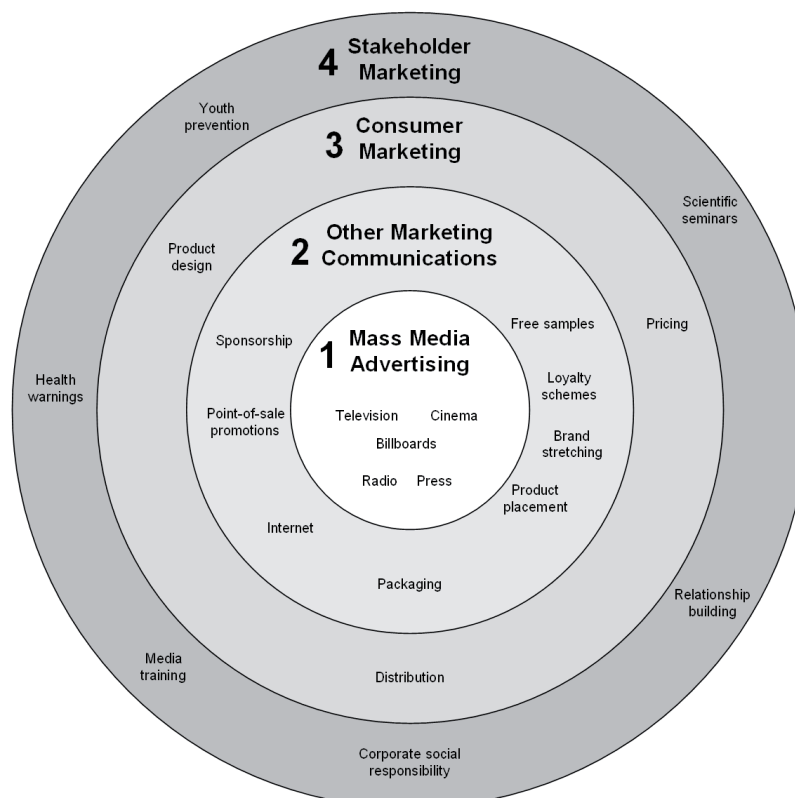 4 Stakeholder
Marketing
Youth
prevention
3 Consumer
Marketing
Scientific
seminars
2 Other Marketing
Communications
Product
design
Free samples
Pricing
Sponsorship
1 Mass Media
Advertising
Health
warnings
Loyalty
schemes
Point-of-sale
promotions
Television Cinema
Billboards
Brand
stretching
Radio Press
Product
placement
Internet
Packaging
Relationship
building
Media
training
Distribution
Corporate social
responsibility